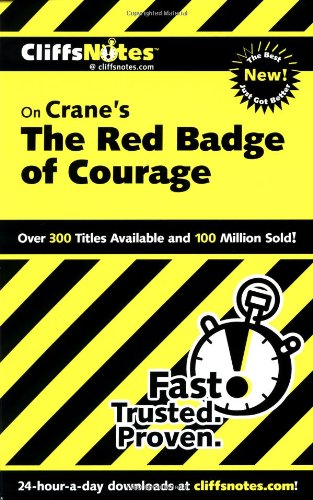 CliffsNotes™
@ cliffsnotes.com
The Best
New!
Just Got Better
On Crane's
The Red Badge
of Courage
Over 300 Titles Available and 100 Million Sold!
Fast.
Trusted.
Proven.
24-hour-a-day downloads at cliffsnotes.com!